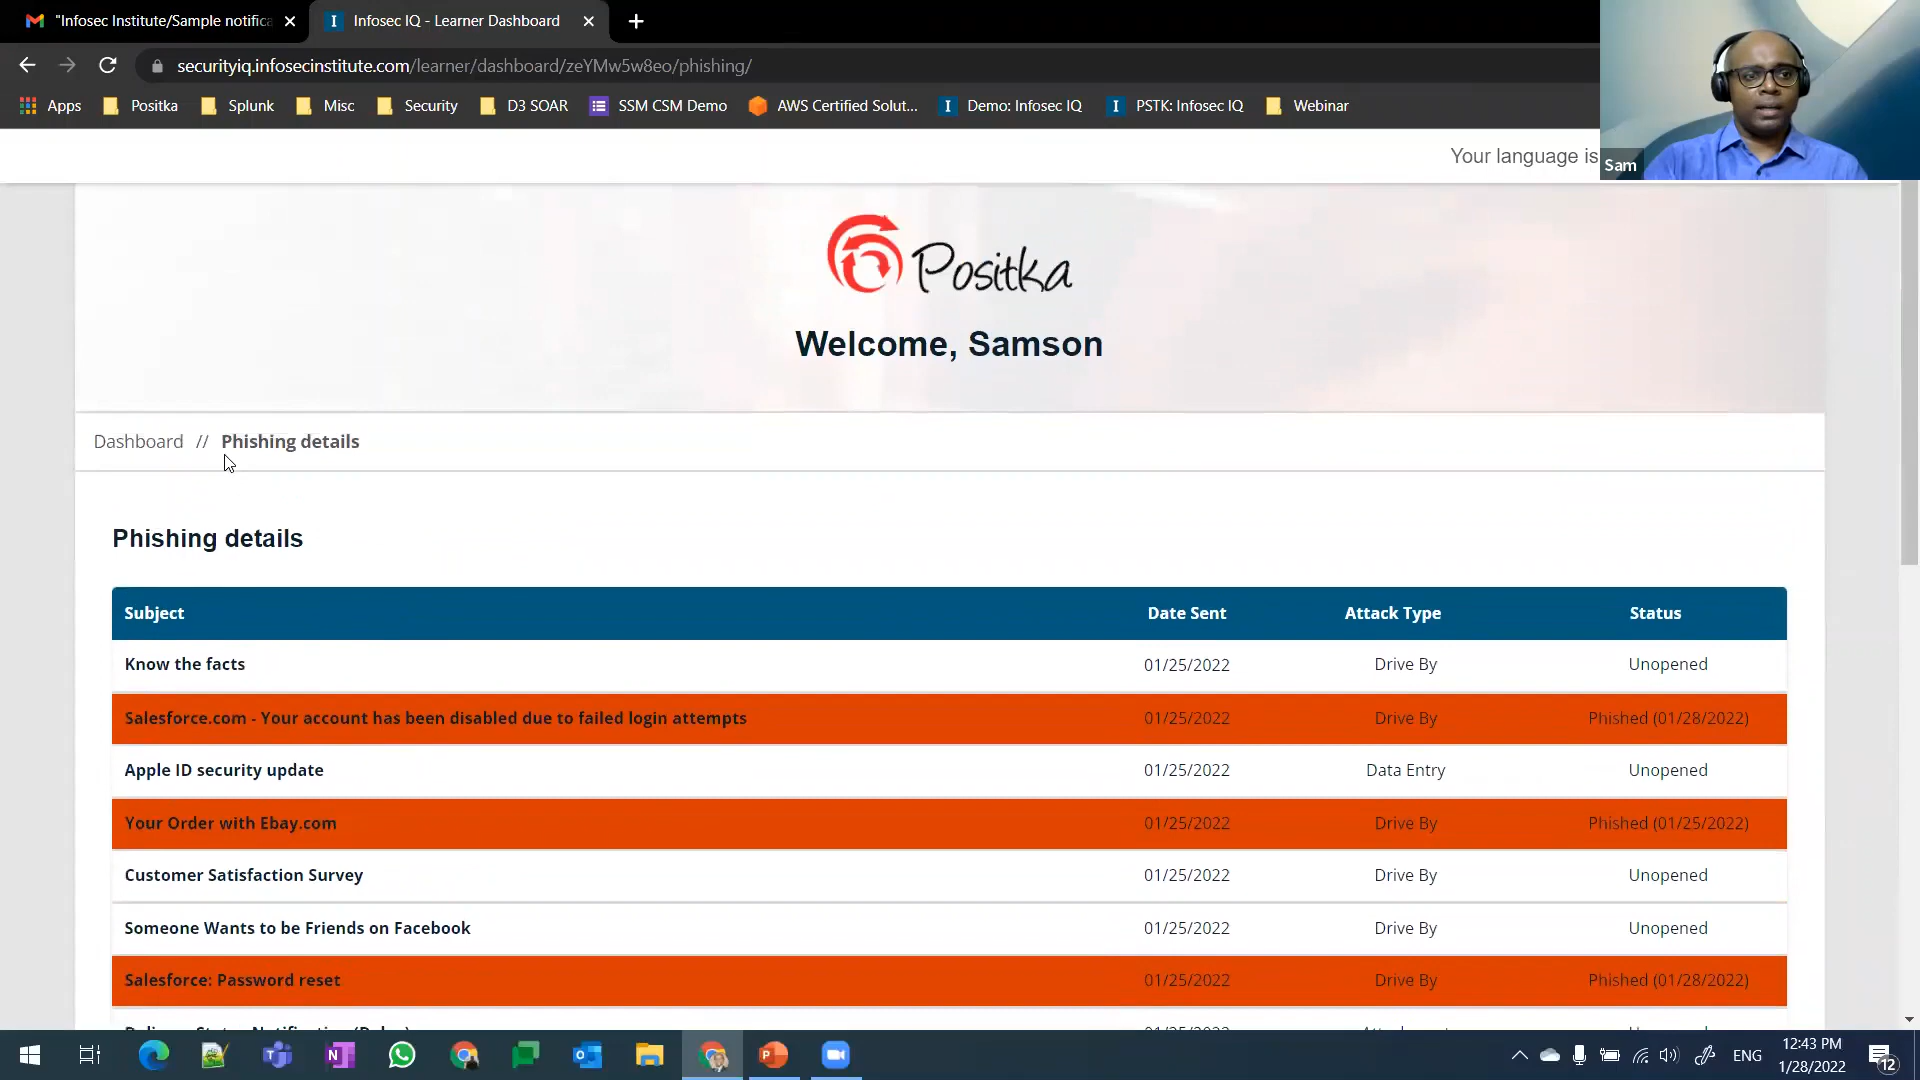 "Infosec Institute/Sample notifica
Infosec IQ - Learner Dashboard
securityiq.infosecinstitute.com/learner/dashboard/zeYMw5w8eo/phishing/
Apps Positka Splunk Misc Security D3 SOAR SSM CSM Demo AWS Certified Solut... Demo: Infosec IQ PSTK: Infosec IQ Webinar
Your language is
Sam
Positka
Welcome, Samson
Dashboard // Phishing details
Phishing details
Subject Date Sent Attack Type Status
Know the facts 01/25/2022 Drive By Unopened
Salesforce.com - Your account has been disabled due to failed login attempts 01/25/2022 Drive By Phished (01/28/2022)
Apple ID security update 01/25/2022 Data Entry Unopened
Your Order with Ebay.com 01/25/2022 Drive By Phished (01/25/2022)
Customer Satisfaction Survey 01/25/2022 Drive By Unopened
Someone Wants to be Friends on Facebook 01/25/2022 Drive By Unopened
Salesforce: Password reset 01/25/2022 Drive By Phished (01/28/2022)
ENG
12:43 PM
1/28/2022
12